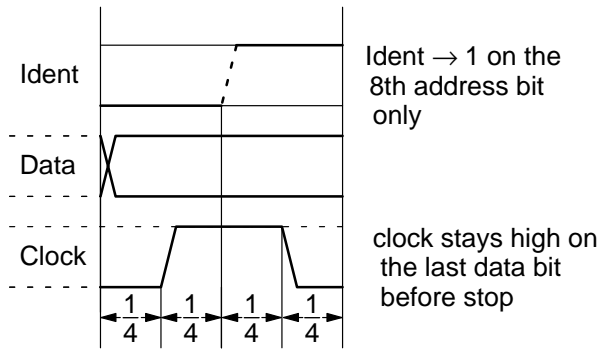 Ident
Ident → 1 on the
8th address bit
only
Data
Clock
clock stays high on
the last data bit
before stop
1/4 1/4 1/4 1/4